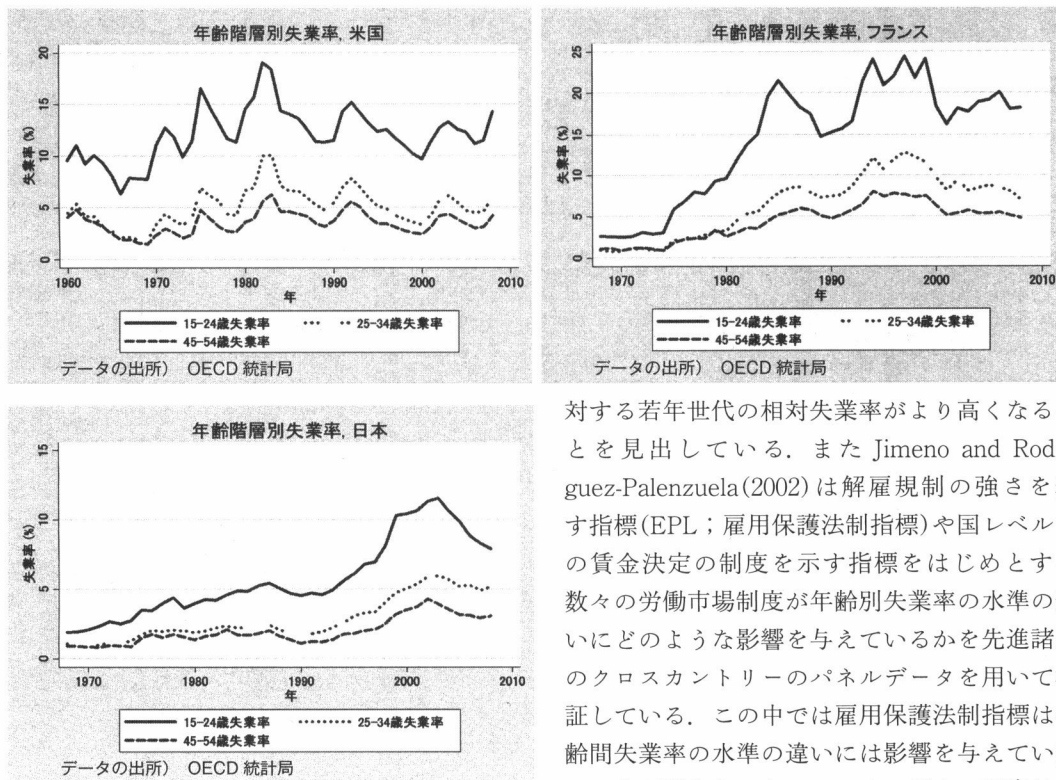 年齢階層別失業率, 米国
20
15
10
5
0
失業率(%)
1960 1970 1980 1990 2000 2010
年
15-24歳失業率 25-34歳失業率
45-54歳失業率
データの出所) OECD 統計局
年齢階層別失業率, フランス
25
20
15
10
5
0
失業率(%)
1970 1980 1990 2000 2010
年
15-24歳失業率 25-34歳失業率
45-54歳失業率
データの出所) OECD 統計局
年齢階層別失業率, 日本
15
10
5
0
失業率(%)
1970 1980 1990 2000 2010
年
15-24歳失業率 25-34歳失業率
45-54歳失業率
データの出所) OECD 統計局
対する若年世代の相対失業率がより高くなる
とを見出している．また Jimeno and Rod
guez-Palenzuela(2002)は解雇規制の強さを
す指標(EPL；雇用保護法制指標)や国レベル
の賃金決定の制度を示す指標をはじめとす
数々の労働市場制度が年齢別失業率の水準の
いにどのような影響を与えているかを先進諸
のクロスカントリーのパネルデータを用いて
証している．この中では雇用保護法制指標は
齢間失業率の水準の違いには影響を与えてい